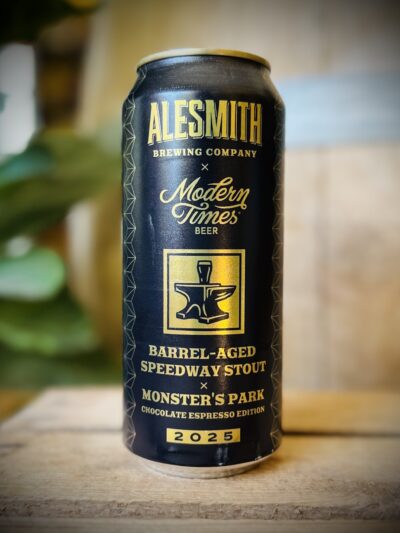 ALESMITH
BREWING COMPANY
×
Modern
Times
BEER
BARREL-AGED
SPEEDWAY STOUT
×
MONSTER'S PARK
CHOCOLATE ESPRESSO EDITION
2025